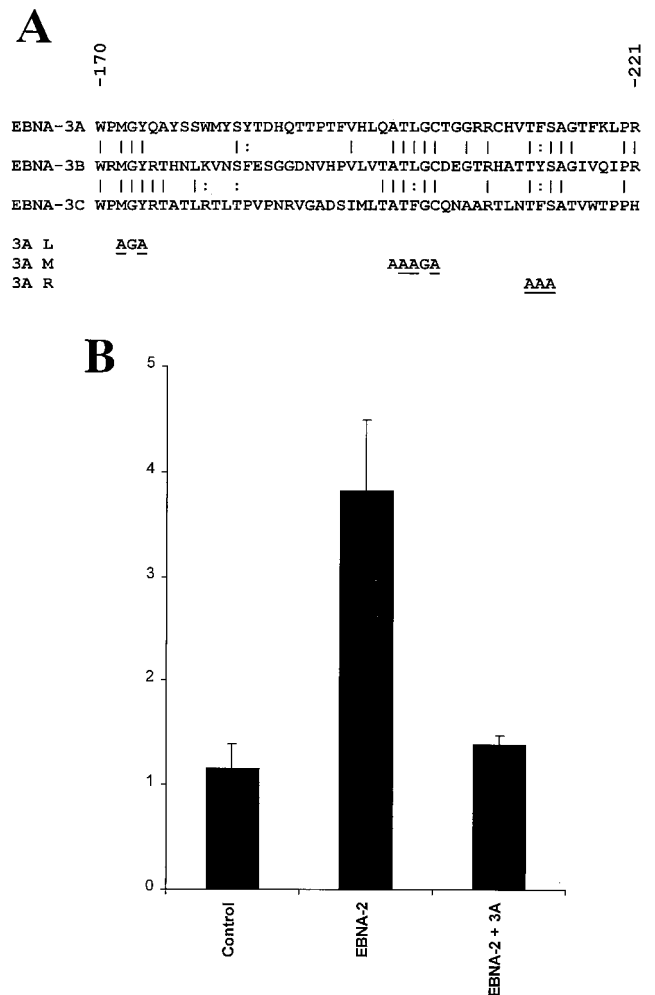 A
-170
-221
EBNA-3A WPMGYQAYSSWMYSYTDHQTTPTFVHLQATLGCTGGRRCHVTFSAGTFKLPR
EBNA-3B WRMGYRTHNLKVNSFESGGDNVHPVLVTATLGCDEGTRHATTYSAGIVQIPR
EBNA-3C WPMGYRTATLRTLTPVPNRVGADSIMLTATFGCQNAARTLNTFSATVWTPPH
3A L AGA
3A M AAAGA
3A R AAA
B
5
4
3
2
1
0
Control
EBNA-2
EBNA-2 + 3A